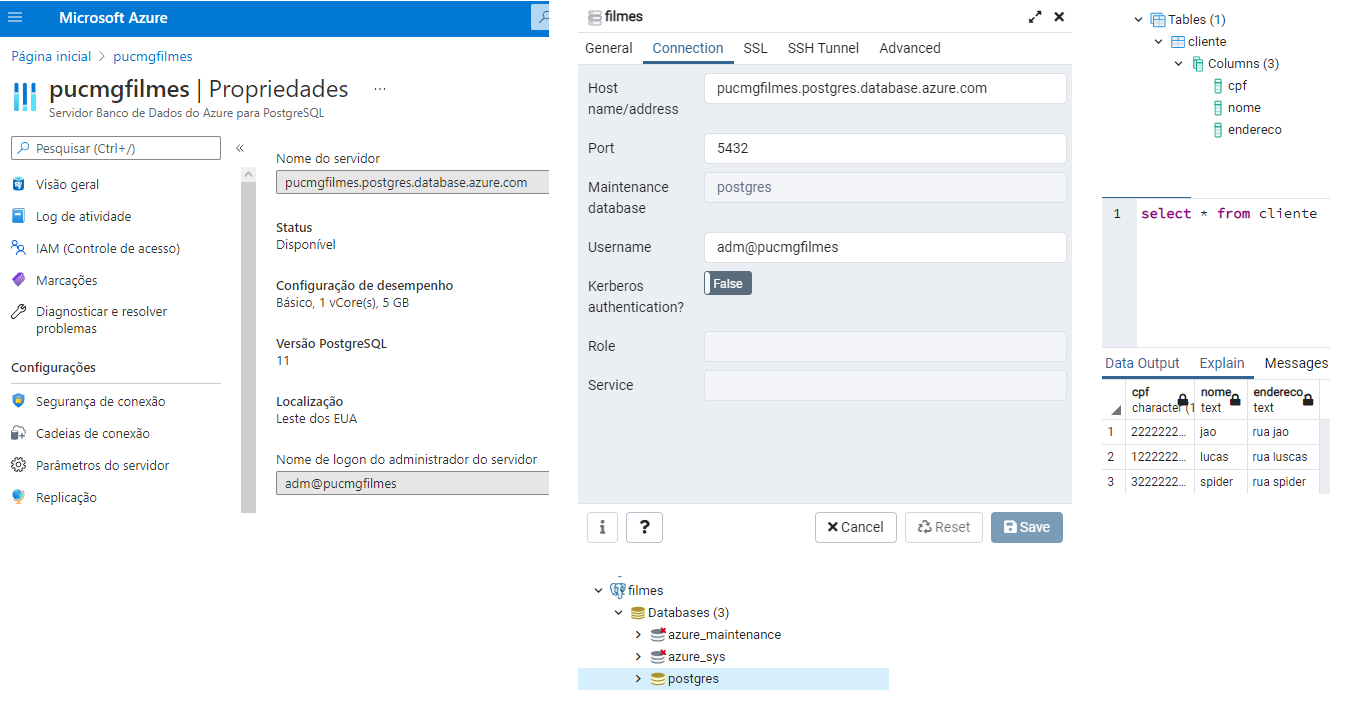 Microsoft Azure
Página inicial > pucmgfilmes
pucmgfilmes | Propriedades ...
Servidor Banco de Dados do Azure para PostgreSQL
Pesquisar (Ctrl+/)
«
Visão geral
Log de atividade
IAM (Controle de acesso)
Marcações
Diagnosticar e resolver
problemas
Configurações
Segurança de conexão
Cadeias de conexão
Parâmetros do servidor
Replicação
Nome do servidor
pucmgfilmes.postgres.database.azure.com
Status
Disponível
Configuração de desempenho
Básico, 1 vCore(s), 5 GB
Versão PostgreSQL
11
Localização
Leste dos EUA
Nome de logon do administrador do servidor
adm@pucmgfilmes
filmes
General Connection SSL SSH Tunnel Advanced
Host
name/address
pucmgfilmes.postgres.database.azure.com
Port
5432
Maintenance
database
postgres
Username
adm@pucmgfilmes
Kerberos
authentication?
False
Role
Service
i ? Cancel Reset Save
filmes
Databases (3)
azure_maintenance
azure_sys
postgres
Tables (1)
cliente
Columns (3)
cpf
nome
endereco
1 select * from cliente
Data Output Explain Messages
cpf nome endereco
character (1 text text
1 2222222... jao rua jao
2 1222222... lucas rua luscas
3 3222222... spider rua spider